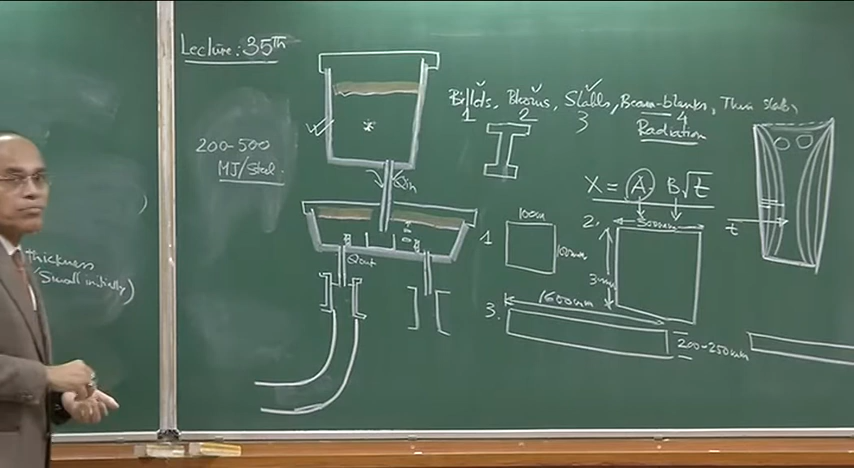 Lecture: 35th
200-500
MJ/Steel
thickness
(Small initially)
Qin
Qout
Billets, Blooms, Slabs, Beam-blanks, Thin slabs,
1 2 3 4
Radiation
X = A B√t
t
1
100m
100mm
2.
300mm
3.
1600mm
200-250mm